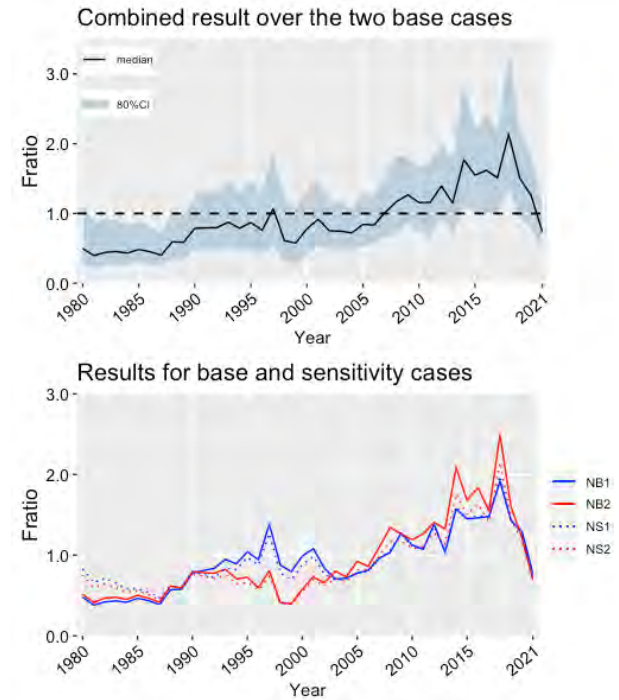 Combined result over the two base cases
3.0
2.0
1.0
0.0
Fratio
median
80%CI
1980 1985 1990 1995 2000 2005 2010 2015 2021
Year
Results for base and sensitivity cases
3.0
2.0
1.0
0.0
Fratio
NB1
NB2
NS1
NS2
1980 1985 1990 1995 2000 2005 2010 2015 2021
Year